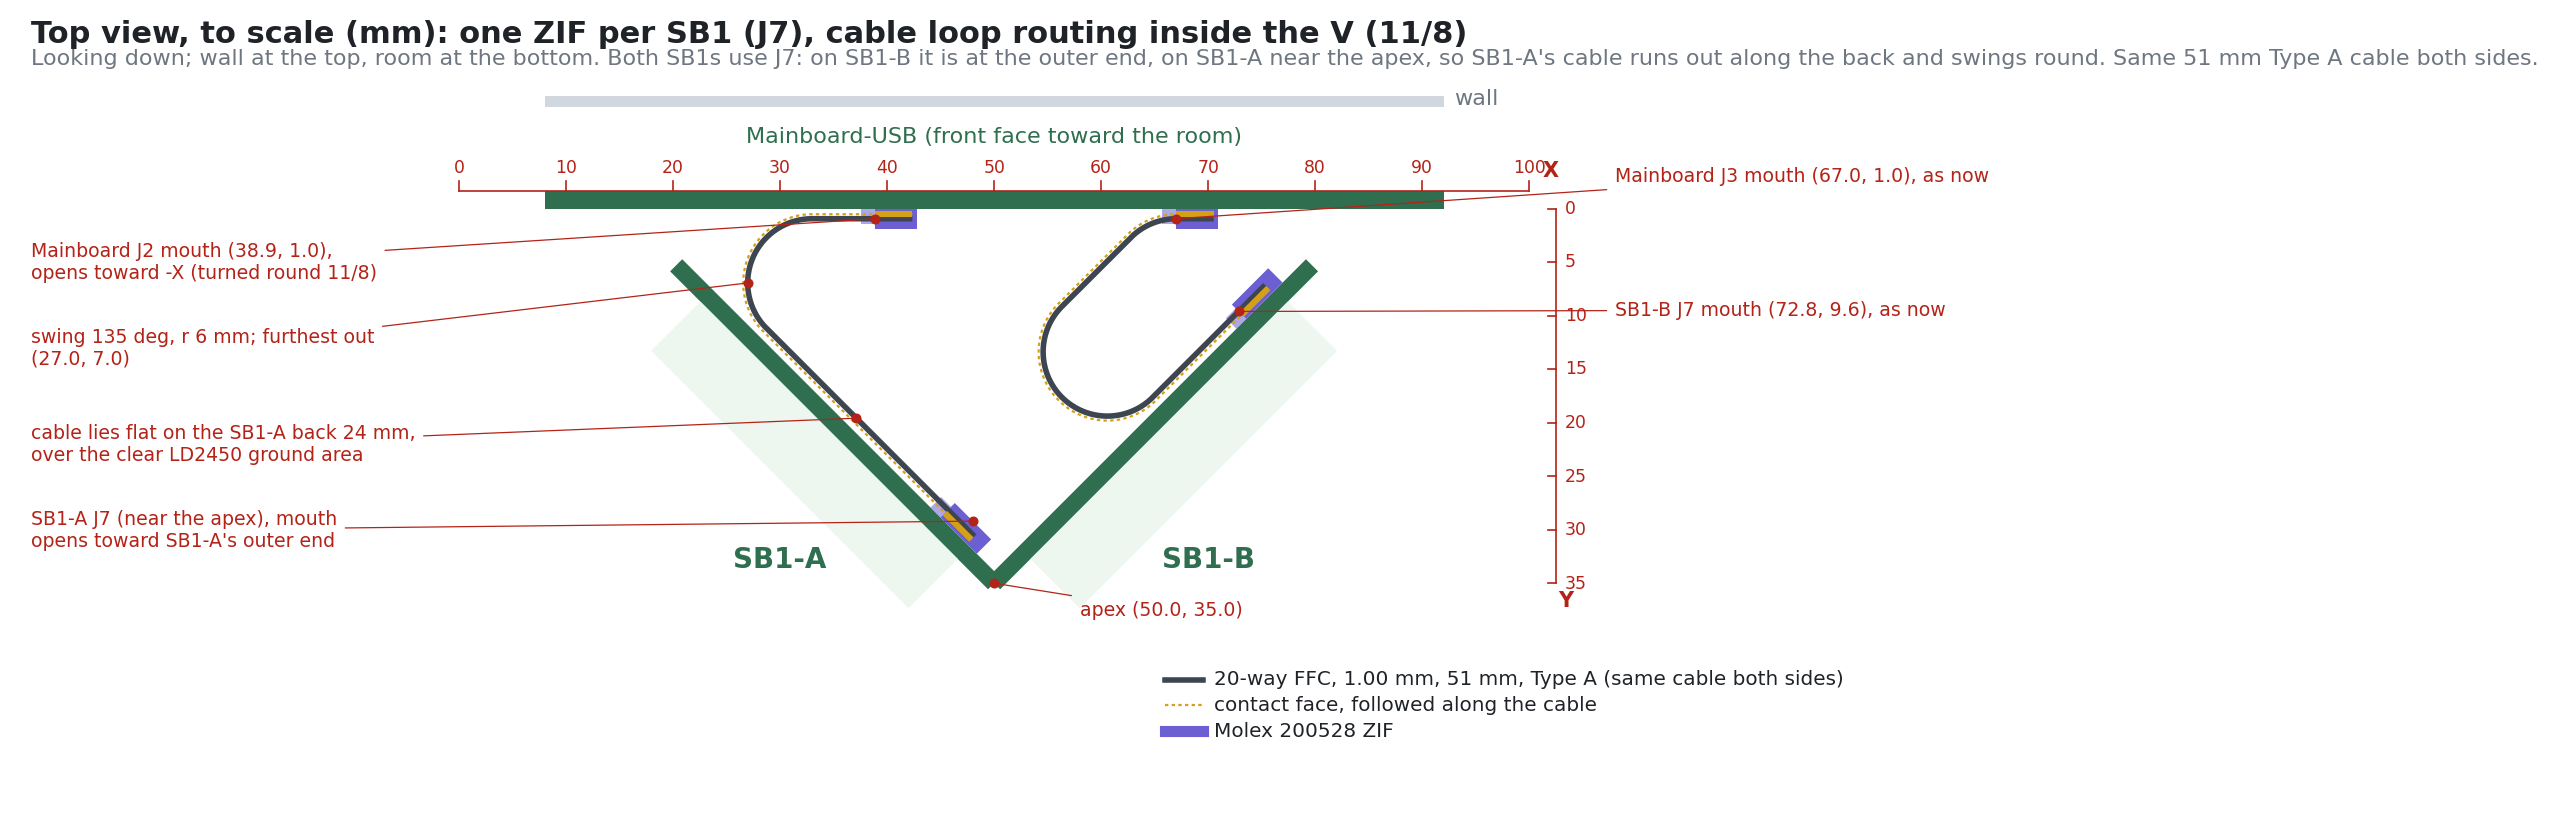 Top view, to scale (mm): one ZIF per SB1 (J7), cable loop routing inside the V (11/8)
Looking down; wall at the top, room at the bottom. Both SB1s use J7: on SB1-B it is at the outer end, on SB1-A near the apex, so SB1-A's cable runs out along the back and swings round. Same 51 mm Type A cable both sides.
wall
Mainboard-USB (front face toward the room)
0 10 20 30 40 50 60 70 80 90 100 X
Mainboard J3 mouth (67.0, 1.0), as now
0
5
10
15
20
25
30
35
Y
Mainboard J2 mouth (38.9, 1.0),
opens toward -X (turned round 11/8)
SB1-B J7 mouth (72.8, 9.6), as now
swing 135 deg, r 6 mm; furthest out
(27.0, 7.0)
cable lies flat on the SB1-A back 24 mm,
over the clear LD2450 ground area
SB1-A J7 (near the apex), mouth
opens toward SB1-A's outer end
SB1-A
SB1-B
apex (50.0, 35.0)
20-way FFC, 1.00 mm, 51 mm, Type A (same cable both sides)
contact face, followed along the cable
Molex 200528 ZIF